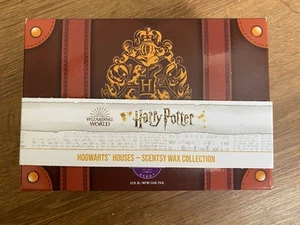 H
WIZARDING
WORLD
Harry Potter
HOGWARTS™ HOUSES – SCENTSY WAX COLLECTION